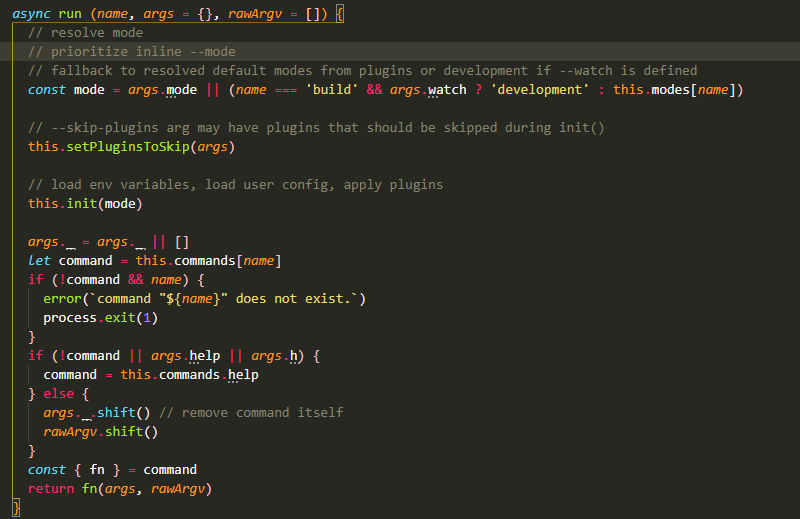 async run (name, args = {}, rawArgv = []) {
// resolve mode
// prioritize inline --mode
// fallback to resolved default modes from plugins or development if --watch is defined
const mode = args.mode || (name === 'build' && args.watch ? 'development' : this.modes[name])
// --skip-plugins arg may have plugins that should be skipped during init()
this.setPluginsToSkip(args)
// load env variables, load user config, apply plugins
this.init(mode)
args._ = args._ || []
let command = this.commands[name]
if (!command && name) {
error(`command "${name}" does not exist.`)
process.exit(1)
}
if (!command || args.help || args.h) {
command = this.commands.help
} else {
args._.shift() // remove command itself
rawArgv.shift()
}
const { fn } = command
return fn(args, rawArgv)
}